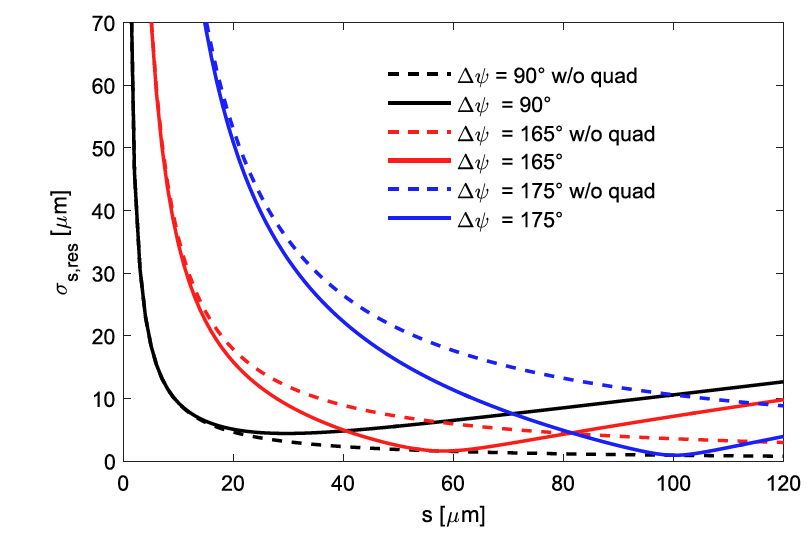 70
60
50
40
30
20
10
0
σ s,res [μm]
Δψ = 90° w/o quad
Δψ = 90°
Δψ = 165° w/o quad
Δψ = 165°
Δψ = 175° w/o quad
Δψ = 175°
0 20 40 60 80 100 120
s [μm]